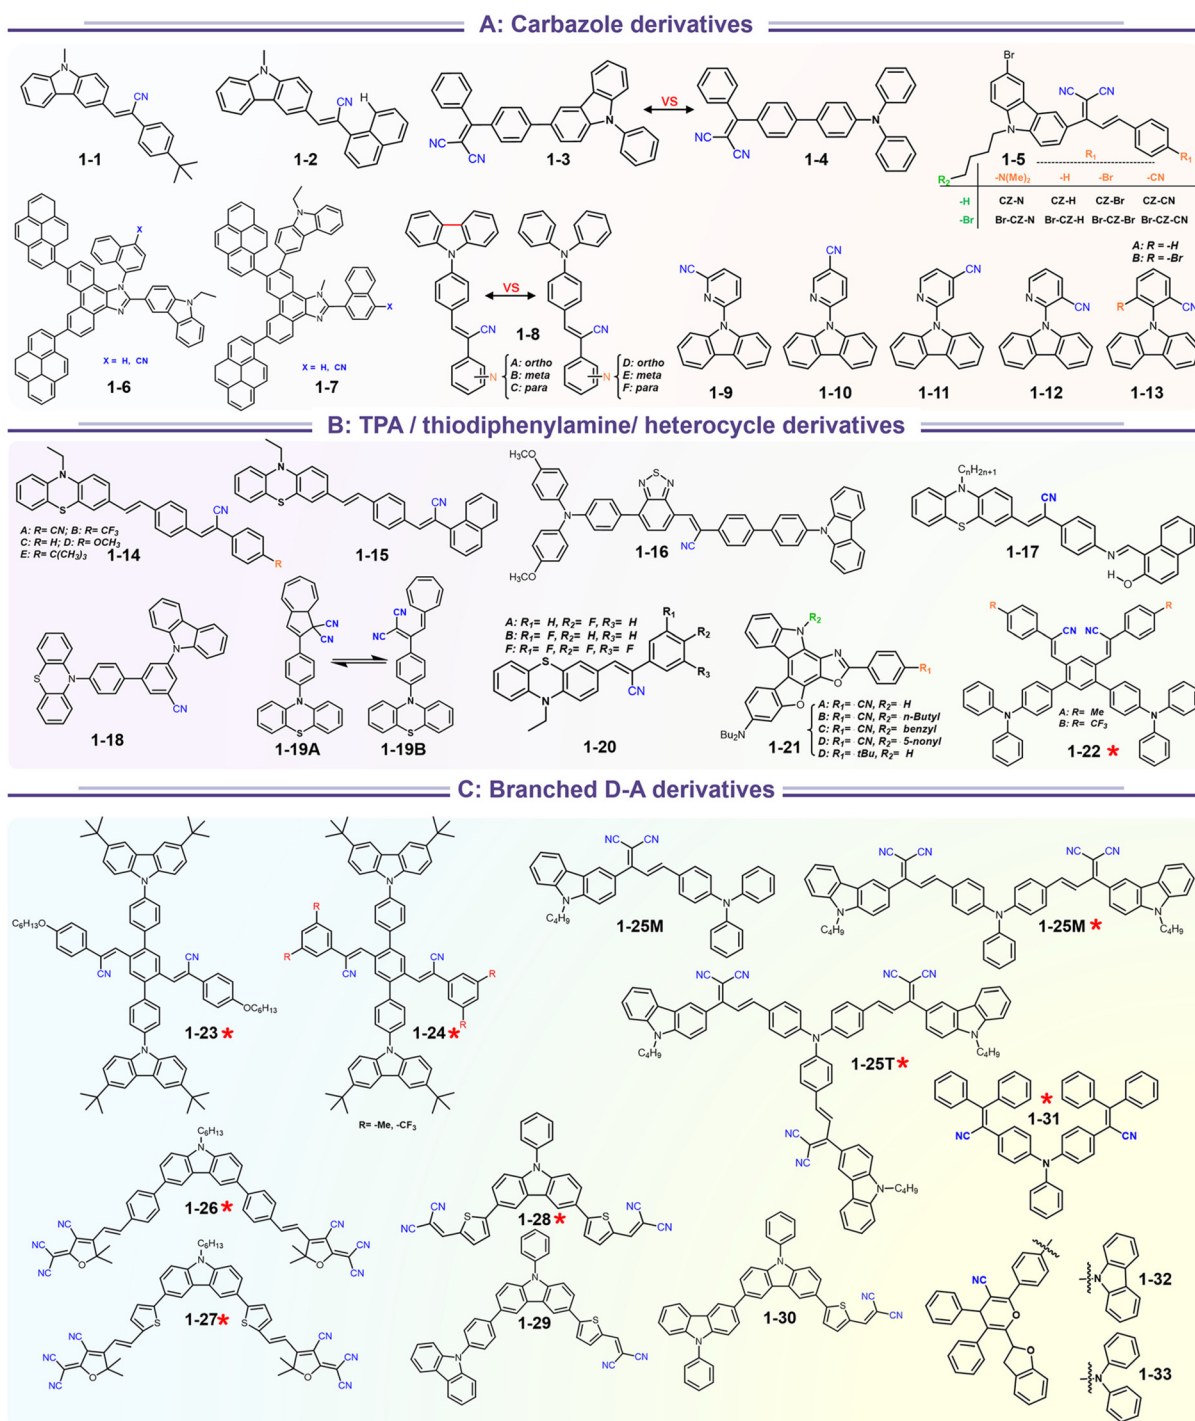 A: Carbazole derivatives
N
CN
1-1
N
CN
H
1-2
NC
CN
N
1-3
VS
NC
CN
N
1-4
Br
NC CN
N
R2
R1
1-5
R1
-N(Me)2 -H -Br -CN
-H CZ-N CZ-H CZ-Br CZ-CN
-Br Br-CZ-N Br-CZ-H Br-CZ-Br Br-CZ-CN
X
N
N
N
X = H, CN
1-6
N
N
N
X
X = H, CN
1-7
N
CN
N
VS
1-8
A: ortho
B: meta
C: para
N
CN
N
D: ortho
E: meta
F: para
NC
N
N
1-9
CN
N
N
1-10
CN
N
N
1-11
N
CN
N
1-12
A: R = -H
B: R = -Br
R
CN
N
1-13
B: TPA / thiodiphenylamine/ heterocycle derivatives
N
S
CN
R
A: R= CN; B: R= CF3
C: R= H; D: R= OCH3
E: R= C(CH3)3
1-14
N
S
CN
1-15
H3CO
N
H3CO
N S N
CN
N
1-16
CnH2n+1
N
S
CN
N
H O
1-17
S
N
N
CN
1-18
CN
CN
N
S
1-19A
CN
NC
N
S
1-19B
A: R1= H, R2= F, R3= H
B: R1= F, R2= H, R3= H
F: R1= F, R2= F, R3= F
R1
R2
R3
S
N
CN
1-20
R2
N
N
O
O
R1
Bu2N
1-21
A: R1= CN, R2= H
B: R1= CN, R2= n-Butyl
C: R1= CN, R2= benzyl
D: R1= CN, R2= 5-nonyl
D: R1= tBu, R2= H
R R
CN NC
N N
A: R= Me
B: R= CF3
1-22 *
C: Branched D-A derivatives
N
C6H13O
CN
CN
OC6H13
1-23 *
N
N
R
R
CN
CN
R
R
1-24 *
N
R= -Me, -CF3
NC CN
N
C4H9
N
1-25M
NC CN
NC CN
N
C4H9
N
N
C4H9
1-25M *
NC CN
NC CN
N
C4H9
N
N
C4H9
1-25T *
NC
NC
N-C4H9
*
1-31
NC
CN
N
C6H13
N
1-26 *
NC
NC
CN
O
CN
O
CN
CN
C6H13
N
S
S
1-27 *
NC
NC
CN
O
CN
O
CN
CN
N
CN
NC
S
S
CN
CN
1-28 *
N
N
S
NC CN
1-29
N
N
S
CN
CN
1-30
NC
O
O
N
1-32
N
1-33